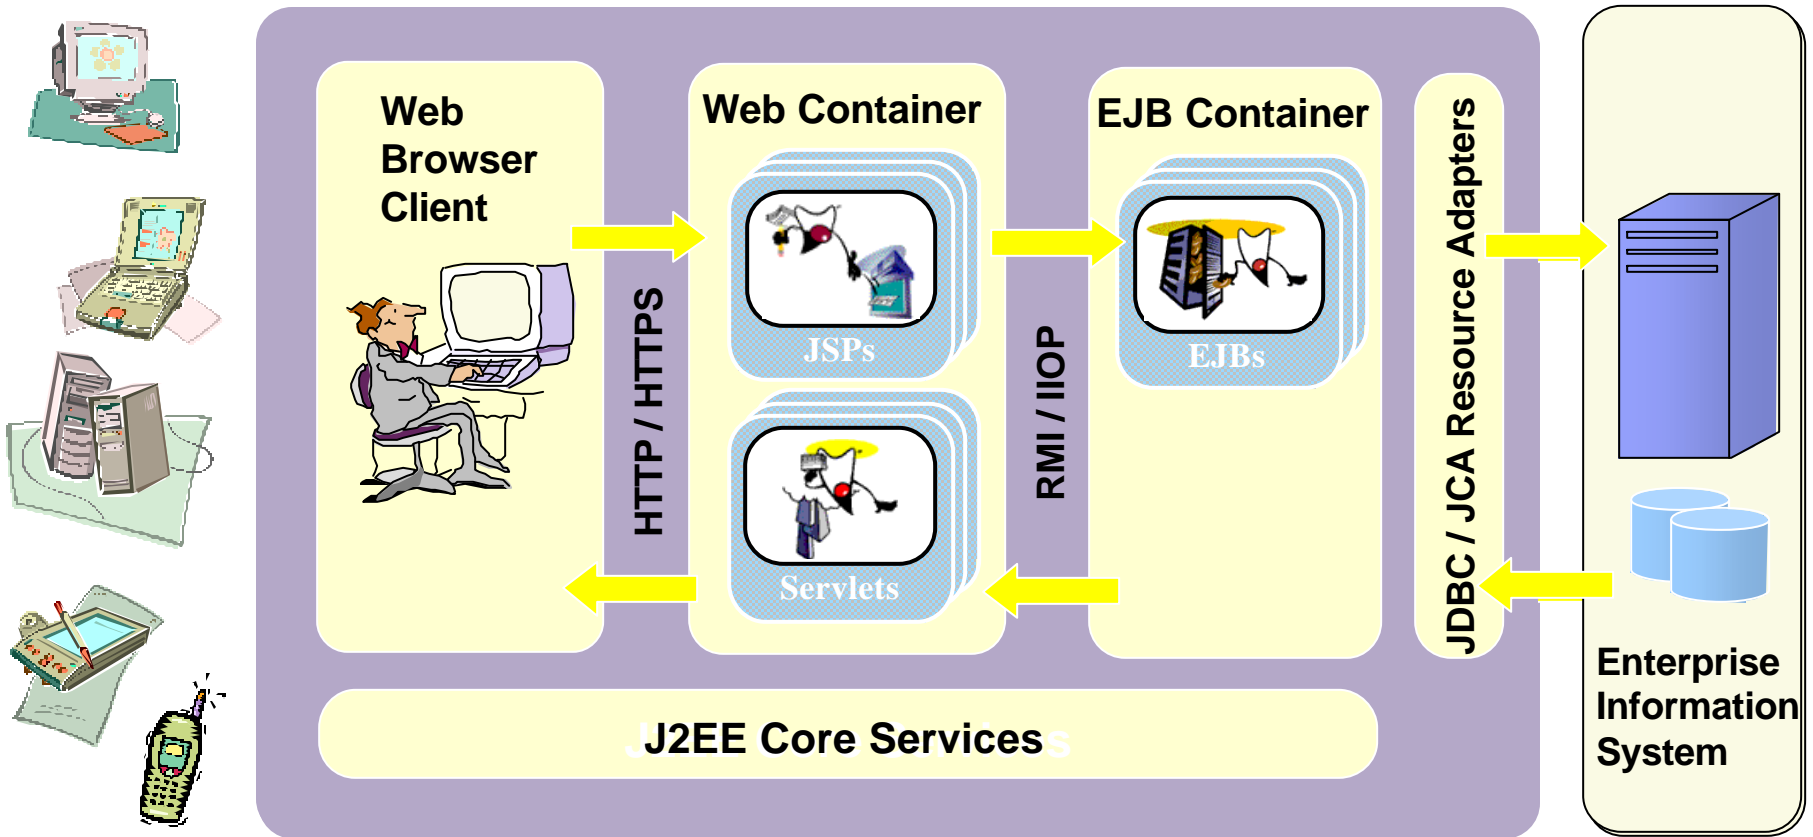 Web
Browser
Client
HTTP / HTTPS
Web Container
JSPs
Servlets
RMI / IIOP
EJB Container
EJBs
JDBC / JCA Resource Adapters
Enterprise
Information
System
J2EE Core Services